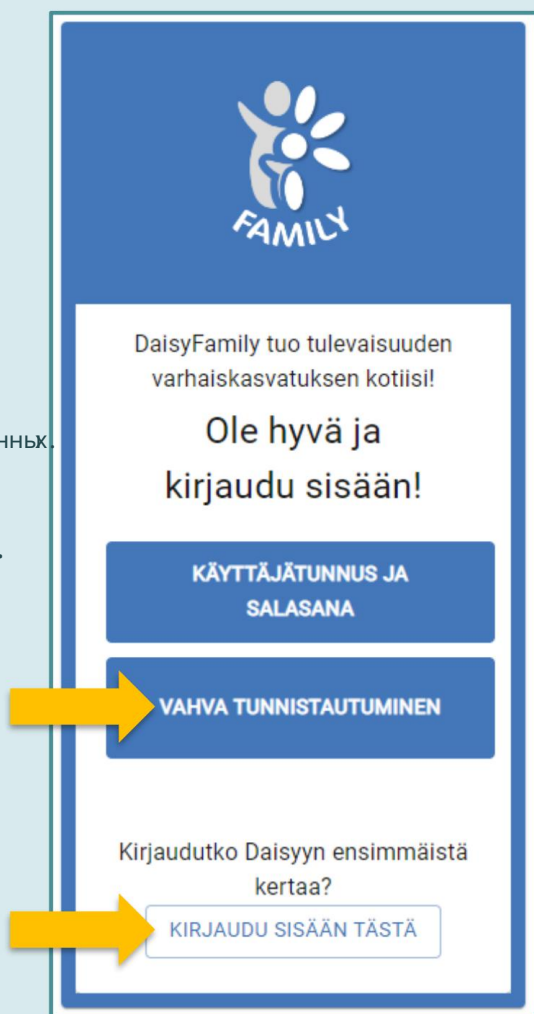 FAMILY
DaisyFamily tuo tulevaisuuden
varhaiskasvatuksen kotiisi!
Ole hyvä ja
kirjaudu sisään!
нных.
.
KÄYTTÄJÄTUNNUS JA
SALASANA
VAHVA TUNNISTAUTUMINEN
Kirjaudutko Daisyyn ensimmäistä
kertaa?
KIRJAUDU SISÄÄN TÄSTÄ